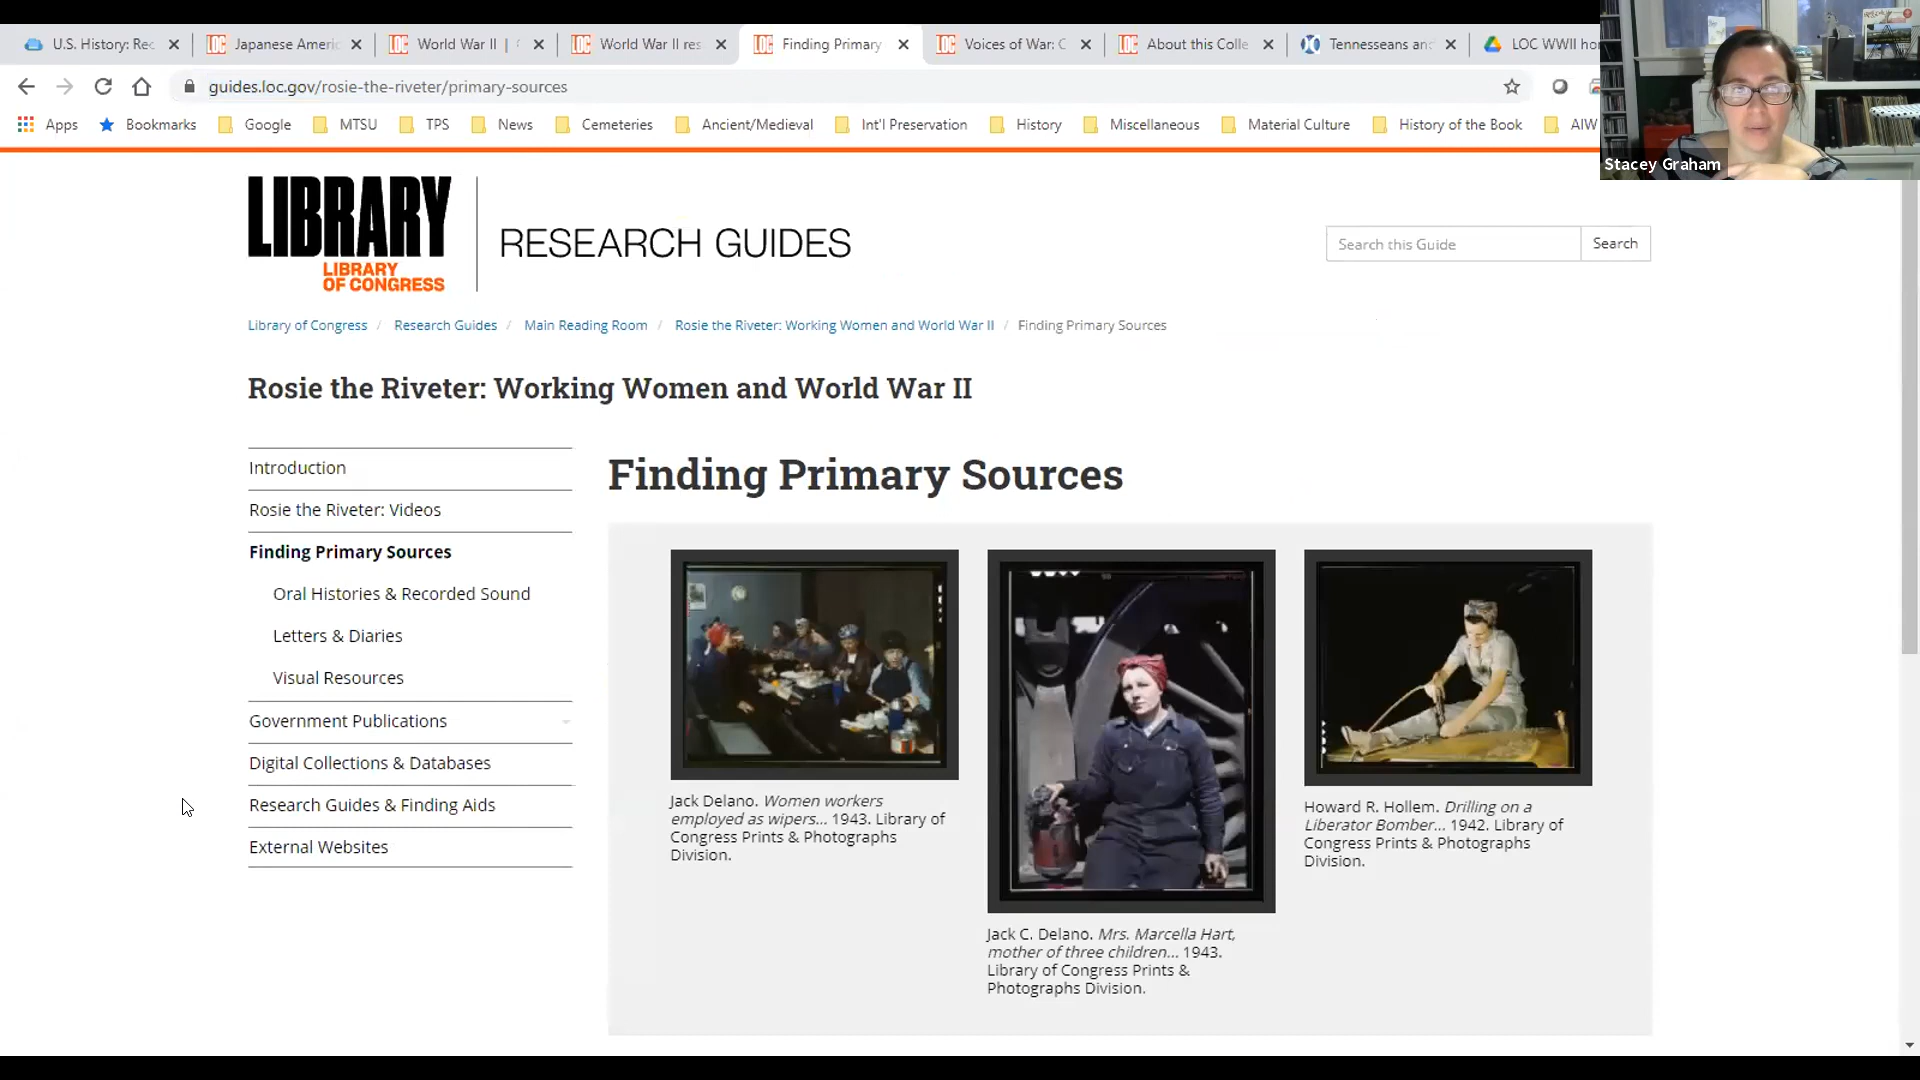 U.S. History: Rec
Japanese Americ
World War II |
World War II res
Finding Primary
Voices of War: C
About this Colle
Tennesseans and
LOC WWII ho
guides.loc.gov/rosie-the-riveter/primary-sources
Apps
Bookmarks
Google
MTSU
TPS
News
Cemeteries
Ancient/Medieval
Int'l Preservation
History
Miscellaneous
Material Culture
History of the Book
AIW
Stacey Graham
LIBRARY
LIBRARY
OF CONGRESS
RESEARCH GUIDES
Search this Guide
Search
Library of Congress / Research Guides / Main Reading Room / Rosie the Riveter: Working Women and World War II / Finding Primary Sources
Rosie the Riveter: Working Women and World War II
Introduction
Rosie the Riveter: Videos
Finding Primary Sources
Oral Histories & Recorded Sound
Letters & Diaries
Visual Resources
Government Publications
Digital Collections & Databases
Research Guides & Finding Aids
External Websites
Finding Primary Sources
Jack Delano. Women workers
employed as wipers... 1943. Library of
Congress Prints & Photographs
Division.
Jack C. Delano. Mrs. Marcella Hart,
mother of three children... 1943.
Library of Congress Prints &
Photographs Division.
Howard R. Hollem. Drilling on a
Liberator Bomber... 1942. Library of
Congress Prints & Photographs
Division.